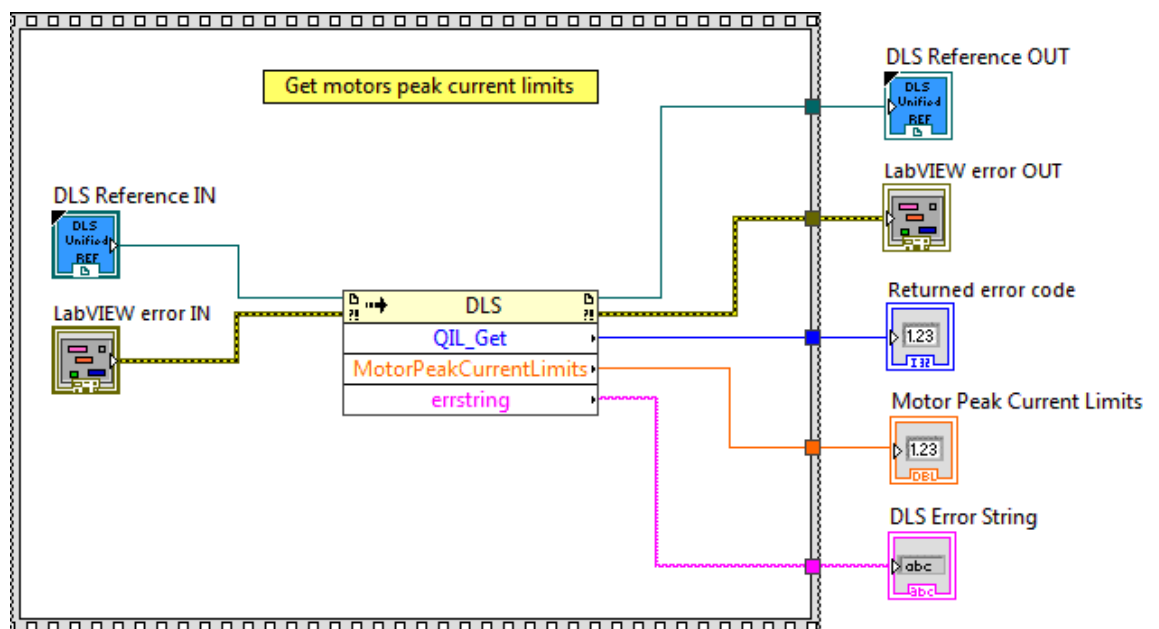 Get motors peak current limits
DLS Reference IN
DLS
Unified
REF
LabVIEW error IN
DLS
?!
?!
QIL_Get
MotorPeakCurrentLimits
errstring
DLS Reference OUT
DLS
Unified
REF
LabVIEW error OUT
Returned error code
1.23
I32
Motor Peak Current Limits
1.23
DBL
DLS Error String
abc
abc